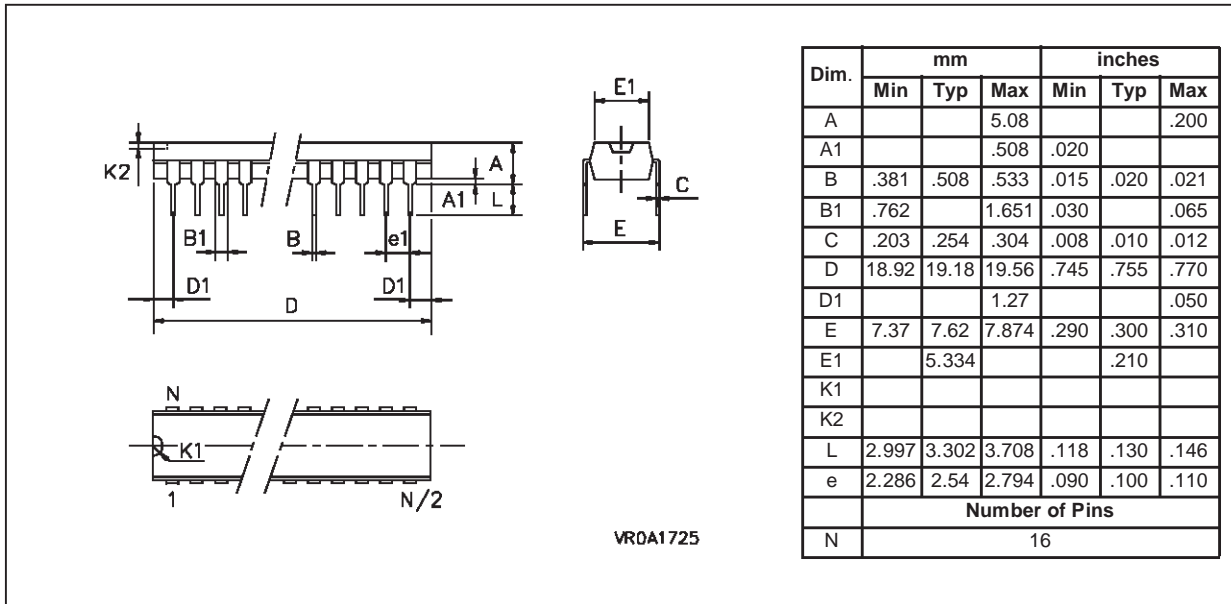 K2
B1
B
A1
e1
A
L
D1
D1
D
E1
C
E
N
K1
1
N/2
VR0A1725
Dim. mm inches
Min Typ Max Min Typ Max
A 5.08 .200
A1 .508 .020
B .381 .508 .533 .015 .020 .021
B1 .762 1.651 .030 .065
C .203 .254 .304 .008 .010 .012
D 18.92 19.18 19.56 .745 .755 .770
D1 1.27 .050
E 7.37 7.62 7.874 .290 .300 .310
E1 5.334 .210
K1
K2
L 2.997 3.302 3.708 .118 .130 .146
e 2.286 2.54 2.794 .090 .100 .110
Number of Pins
N 16